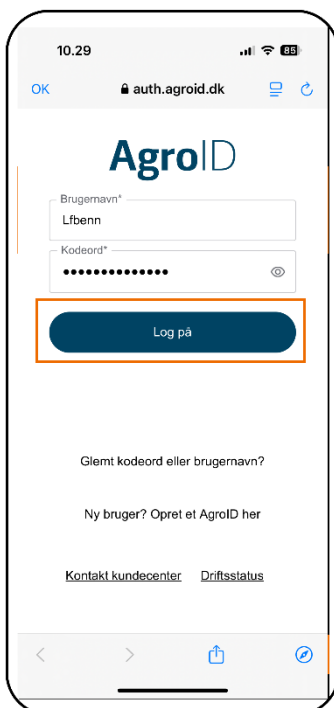 10.29
85
OK
auth.agroid.dk
AgroID
Brugernavn*
Lfbenn
Kodeord*
••••••••••••••
Log på
Glemt kodeord eller brugernavn?
Ny bruger? Opret et AgroID her
Kontakt kundecenter Driftsstatus